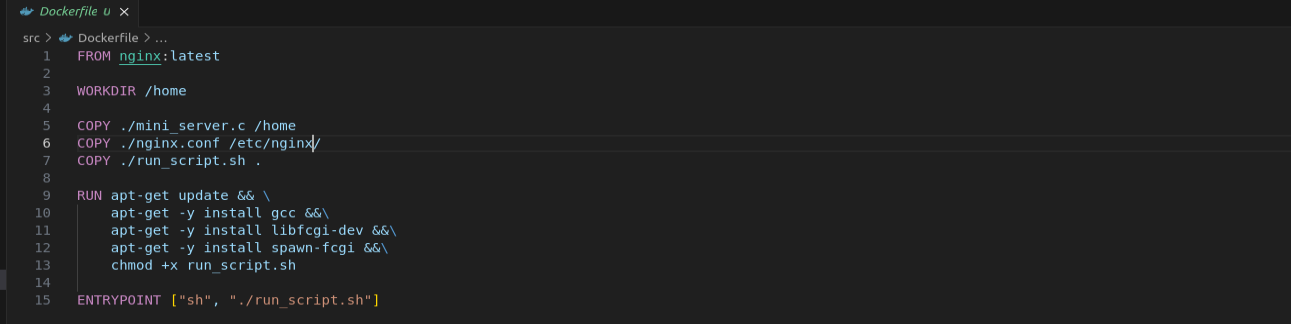 Dockerfile U ×
src > Dockerfile > ...
1 FROM nginx:latest
2
3 WORKDIR /home
4
5 COPY ./mini_server.c /home
6 COPY ./nginx.conf /etc/nginx/
7 COPY ./run_script.sh .
8
9 RUN apt-get update && \
10     apt-get -y install gcc &&\
11     apt-get -y install libfcgi-dev &&\
12     apt-get -y install spawn-fcgi &&\
13     chmod +x run_script.sh
14
15 ENTRYPOINT ["sh", "./run_script.sh"]